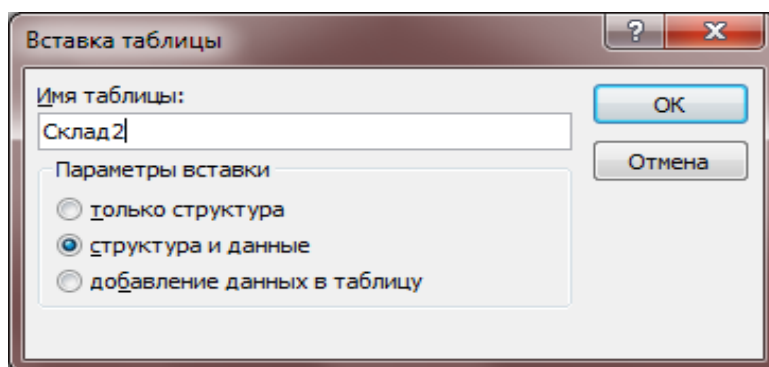 Вставка таблицы
?
Имя таблицы:
OK
Склад2
Отмена
Параметры вставки
только структура
структура и данные
добавление данных в таблицу